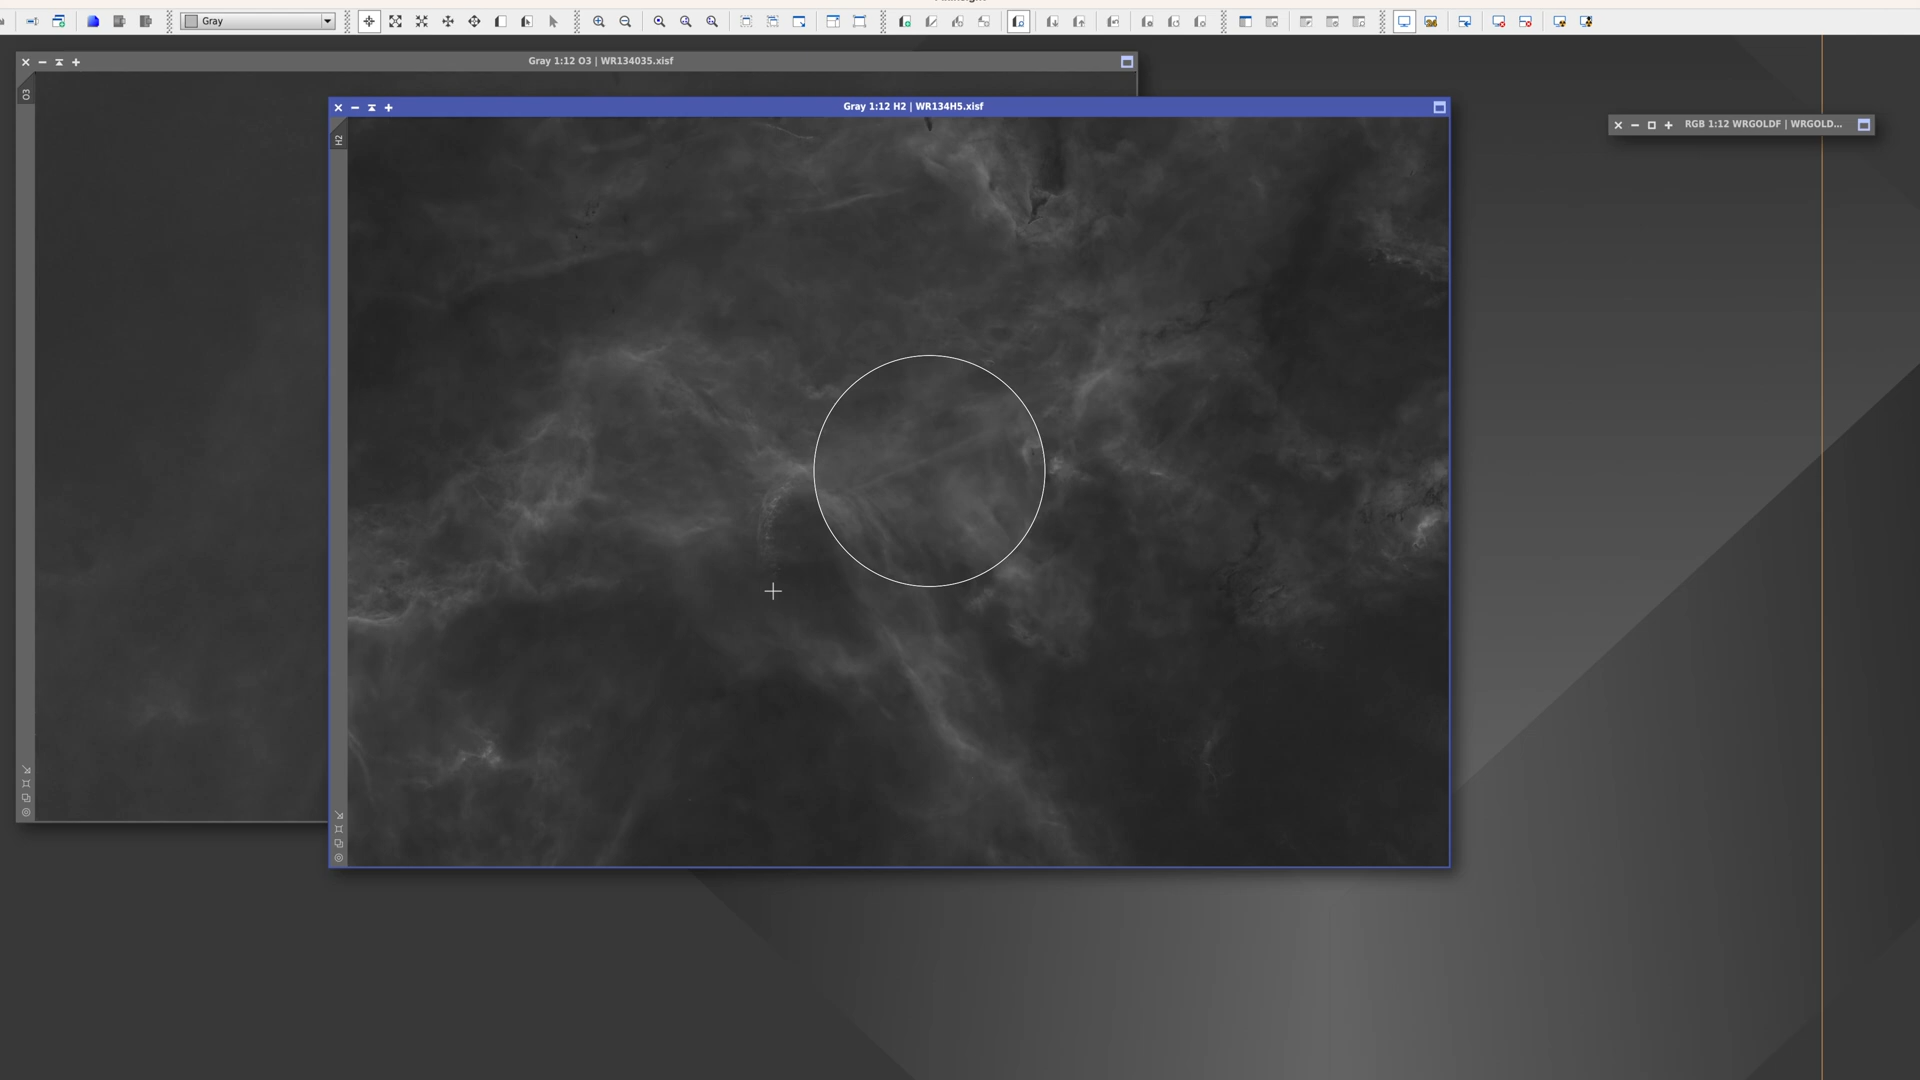 Gray
Gray 1:12 O3 | WR134035.xisf
O3
Gray 1:12 H2 | WR134H5.xisf
H2
RGB 1:12 WRGOLDF | WRGOLD...